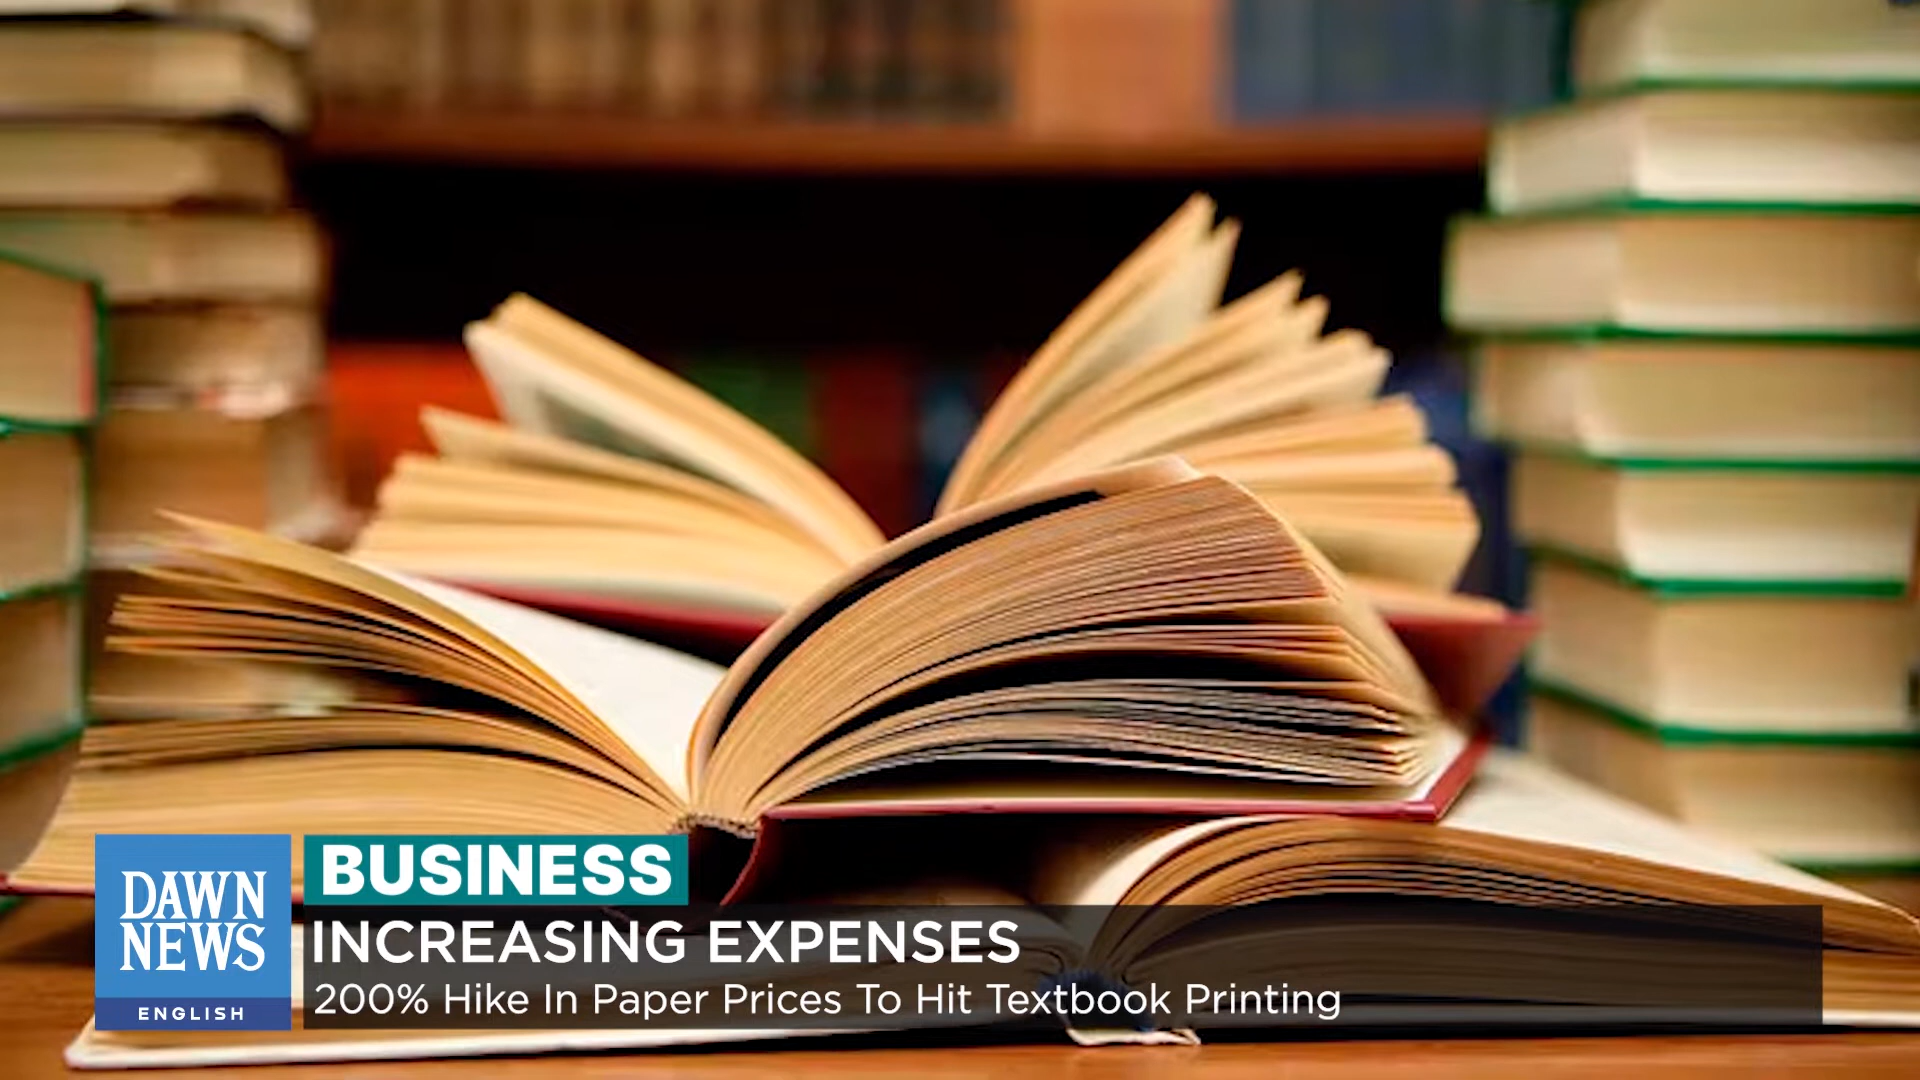 BUSINESS
DAWN
NEWS
ENGLISH
INCREASING EXPENSES
200% Hike In Paper Prices To Hit Textbook Printing